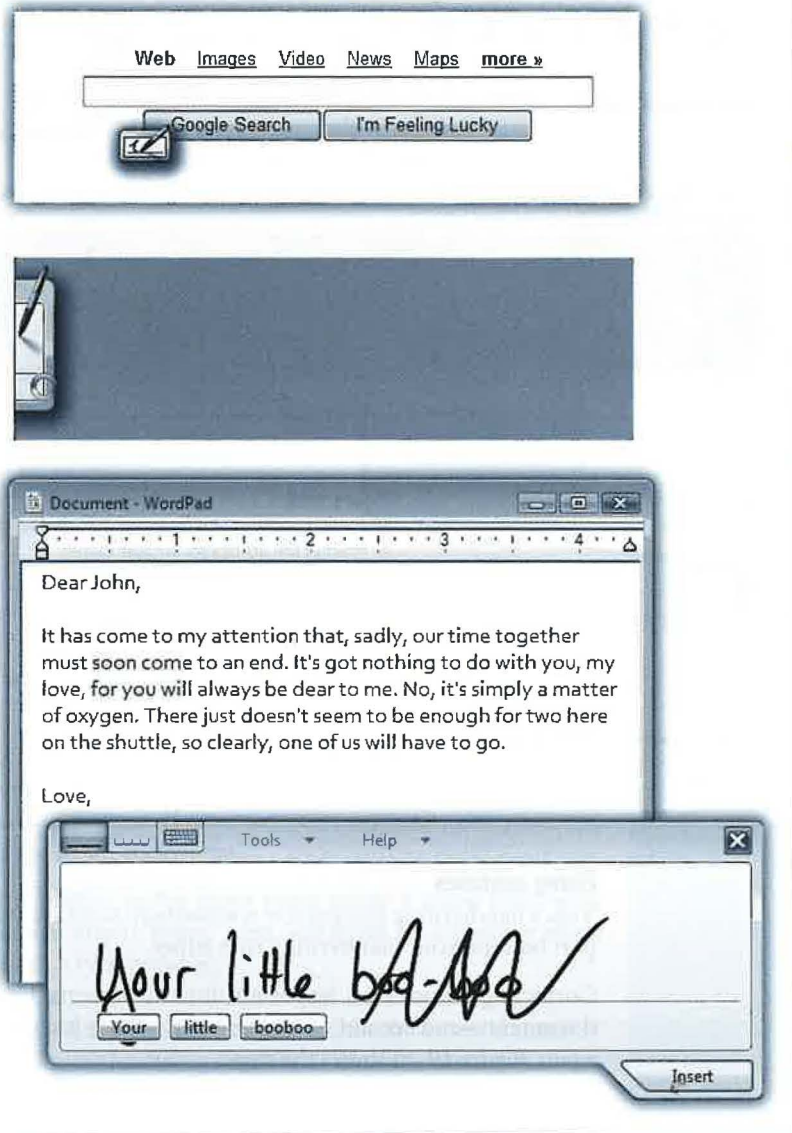 Web Images Video News Maps more »
Google Search I'm Feeling Lucky
Document - WordPad
1 2 3 4
Dear John,
It has come to my attention that, sadly, our time together
must soon come to an end. It's got nothing to do with you, my
love, for you will always be dear to me. No, it's simply a matter
of oxygen. There just doesn't seem to be enough for two here
on the shuttle, so clearly, one of us will have to go.
Love,
Tools Help
Your little boo-boo
Your little booboo
Insert